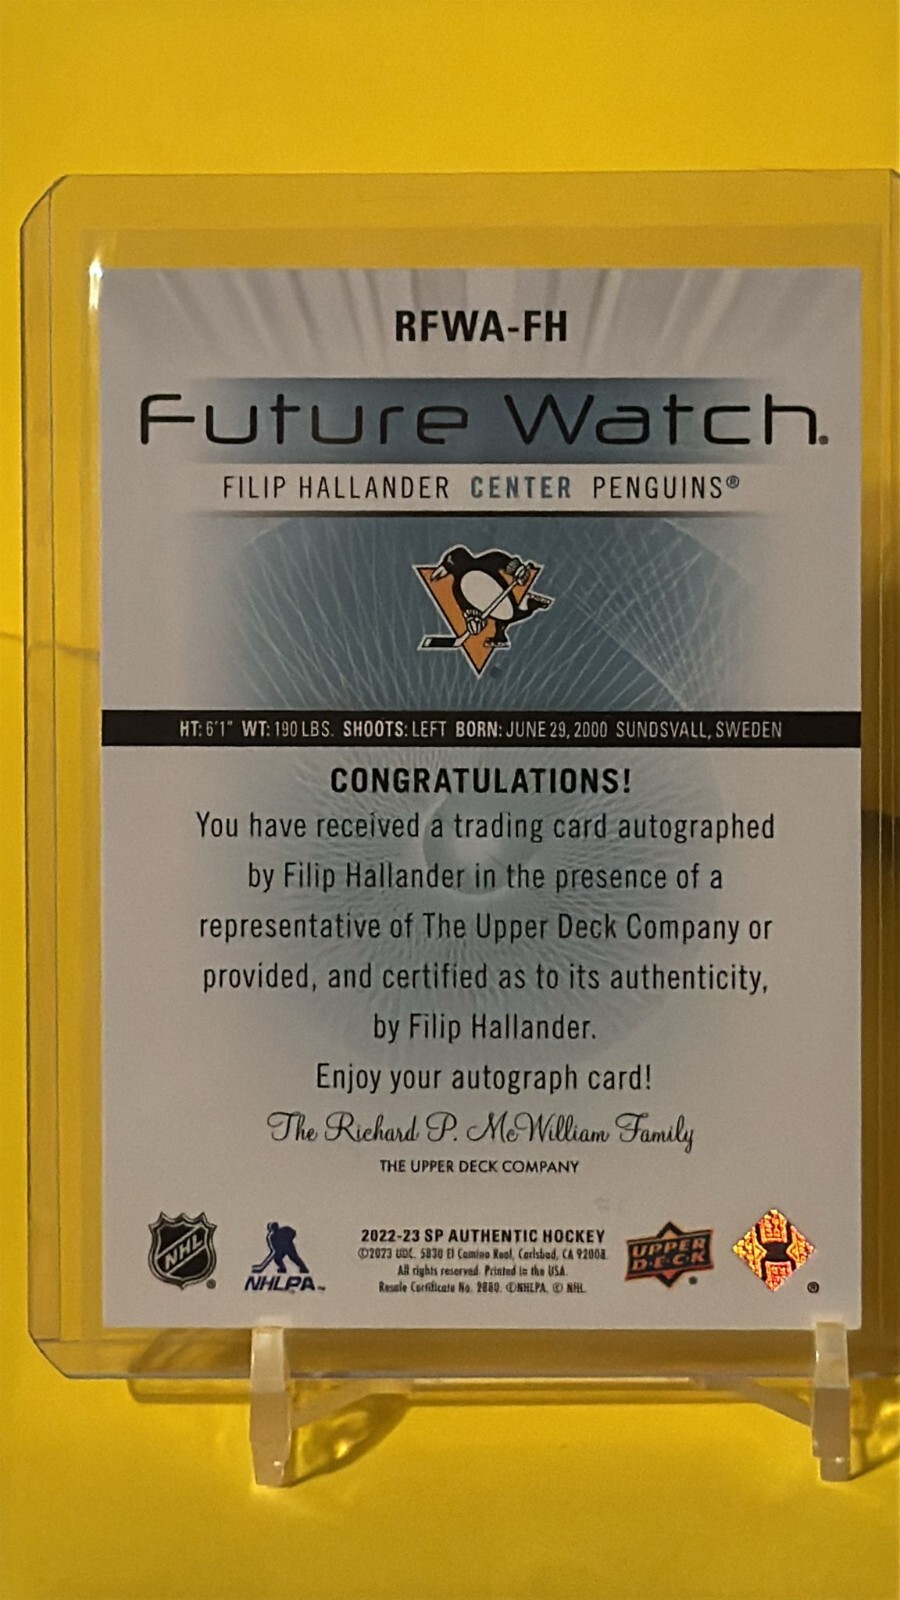 RFWA-FH
Future Watch.
FILIP HALLANDER CENTER PENGUINS®
HT: 6'1" WT: 190 LBS. SHOOTS: LEFT BORN: JUNE 29, 2000 SUNDSVALL, SWEDEN
CONGRATULATIONS!
You have received a trading card autographed
by Filip Hallander in the presence of a
representative of The Upper Deck Company or
provided, and certified as to its authenticity,
by Filip Hallander.
Enjoy your autograph card!
The Richard P. McWilliam Family
THE UPPER DECK COMPANY
2022-23 SP AUTHENTIC HOCKEY
©2023 UDC. 5830 El Camino Real, Carlsbad, CA 92008.
All rights reserved. Printed in the USA.
Resale Certificate No. 2880. ©NHLPA. © NHL.
NHL
NHLPA
UPPER
DECK